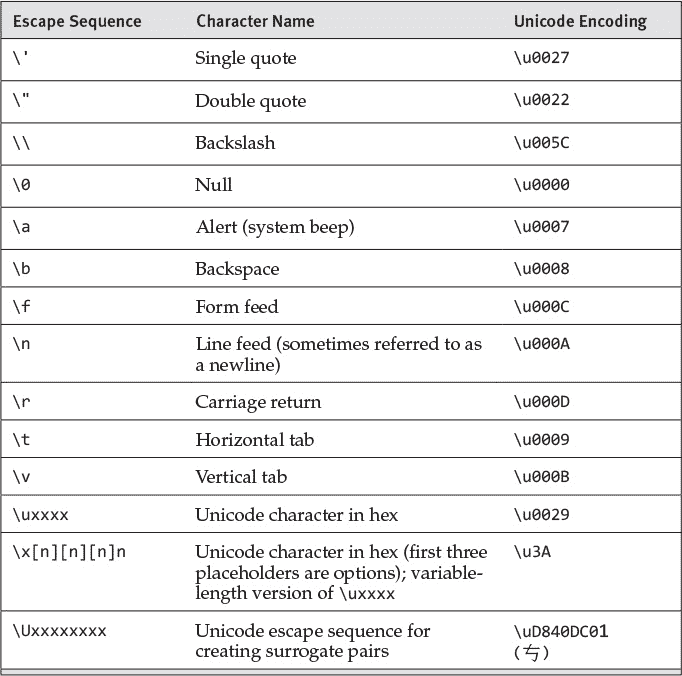 Escape Sequence Character Name Unicode Encoding
\' Single quote \u0027
\" Double quote \u0022
\\ Backslash \u005C
\0 Null \u0000
\a Alert (system beep) \u0007
\b Backspace \u0008
\f Form feed \u000C
\n Line feed (sometimes referred to as \u000A
a newline)
\r Carriage return \u000D
\t Horizontal tab \u0009
\v Vertical tab \u000B
\uxxxx Unicode character in hex \u0029
\x[n][n][n]n Unicode character in hex (first three \u3A
placeholders are options); variable-
length version of \uxxxx
\Uxxxxxxxx Unicode escape sequence for \uD840DC01
creating surrogate pairs (𠀁)